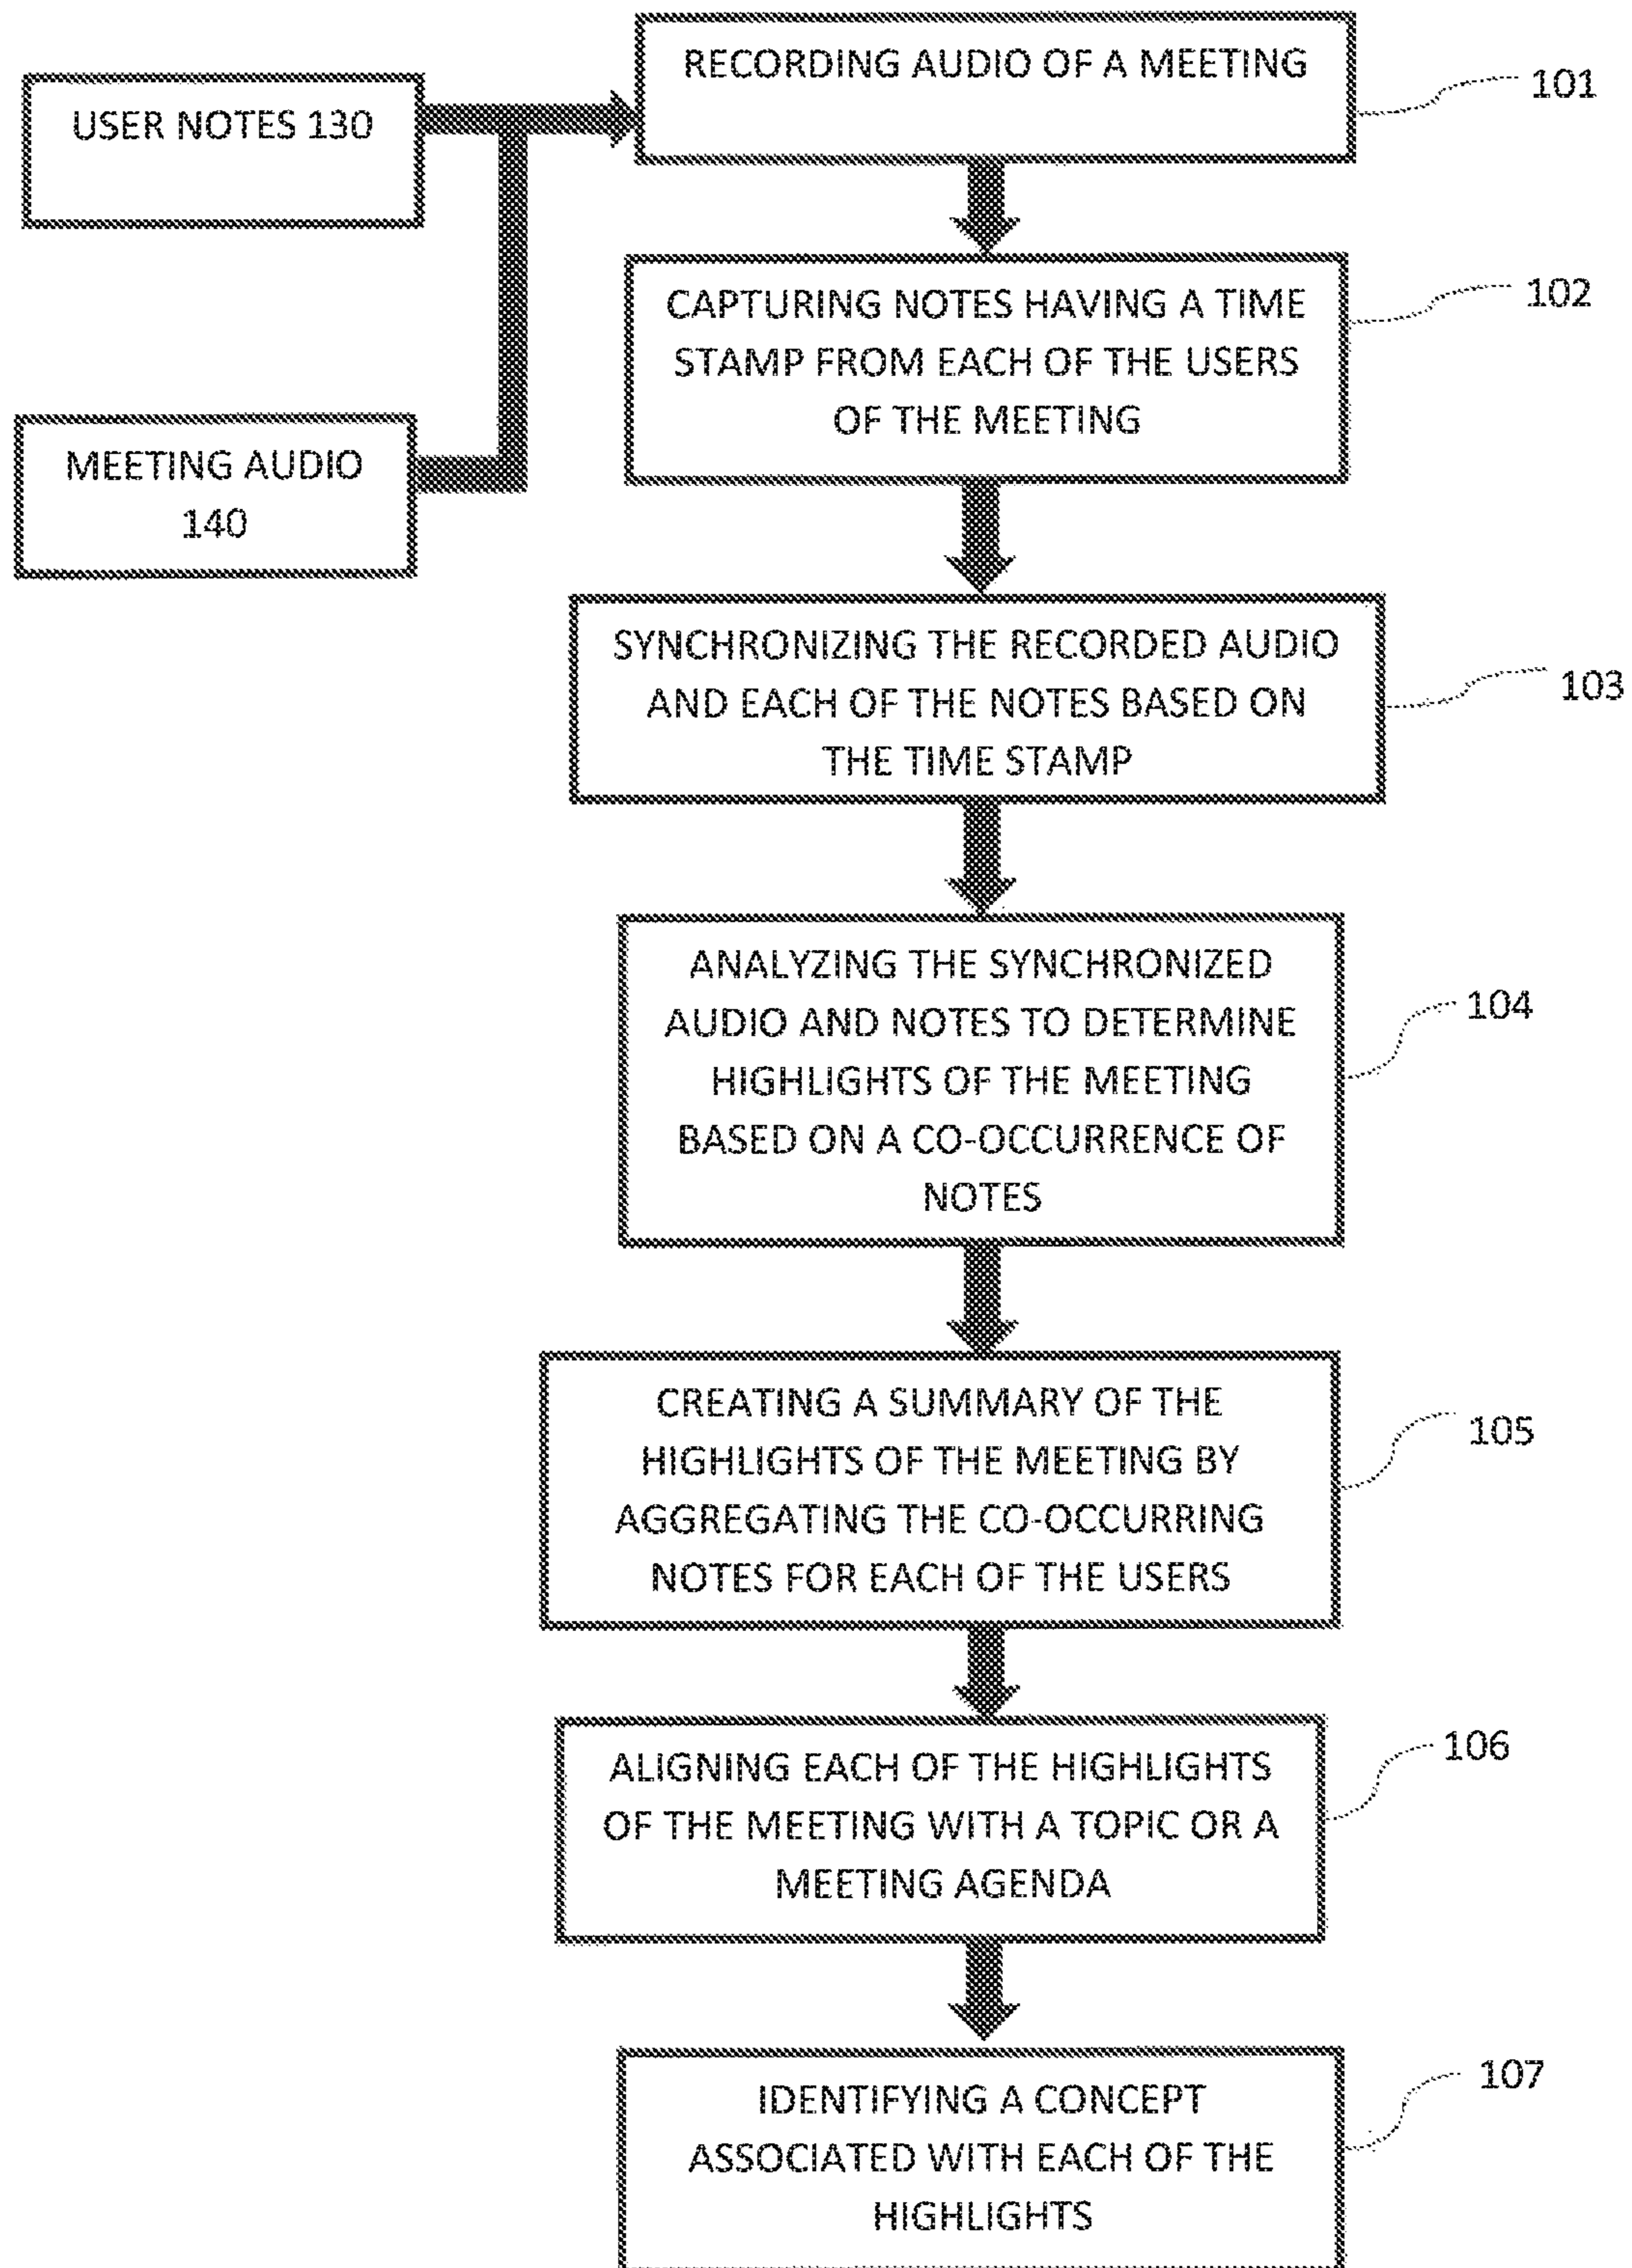 RECORDING AUDIO OF A MEETING
101
USER NOTES 130
CAPTURING NOTES HAVING A TIME
STAMP FROM EACH OF THE USERS
OF THE MEETING
102
MEETING AUDIO
140
SYNCHRONIZING THE RECORDED AUDIO
AND EACH OF THE NOTES BASED ON
THE TIME STAMP
103
ANALYZING THE SYNCHRONIZED
AUDIO AND NOTES TO DETERMINE
HIGHLIGHTS OF THE MEETING
BASED ON A CO-OCCURRENCE OF
NOTES
104
CREATING A SUMMARY OF THE
HIGHLIGHTS OF THE MEETING BY
AGGREGATING THE CO-OCCURRING
NOTES FOR EACH OF THE USERS
105
ALIGNING EACH OF THE HIGHLIGHTS
OF THE MEETING WITH A TOPIC OR A
MEETING AGENDA
106
IDENTIFYING A CONCEPT
ASSOCIATED WITH EACH OF THE
HIGHLIGHTS
107